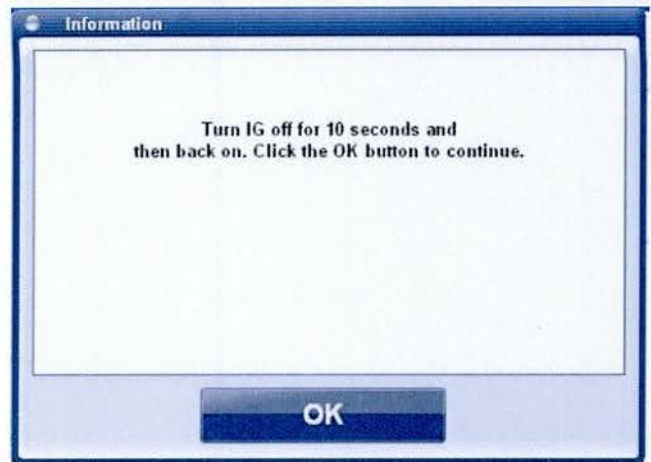 Information
Turn IG off for 10 seconds and
then back on. Click the OK button to continue.
OK